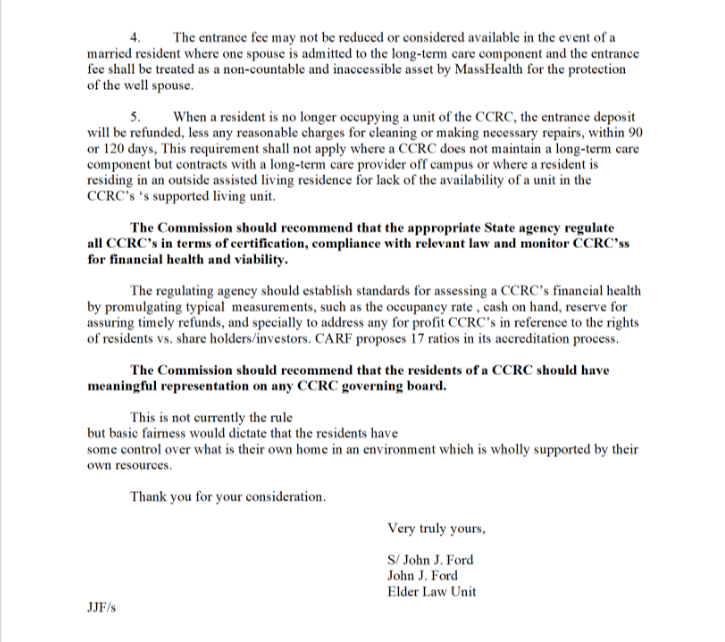 4. The entrance fee may not be reduced or considered available in the event of a
married resident where one spouse is admitted to the long-term care component and the entrance
fee shall be treated as a non-countable and inaccessible asset by MassHealth for the protection
of the well spouse.
5. When a resident is no longer occupying a unit of the CCRC, the entrance deposit
will be refunded, less any reasonable charges for cleaning or making necessary repairs, within 90
or 120 days, This requirement shall not apply where a CCRC does not maintain a long-term care
component but contracts with a long-term care provider off campus or where a resident is
residing in an outside assisted living residence for lack of the availability of a unit in the
CCRC's 's supported living unit.
The Commission should recommend that the appropriate State agency regulate
all CCRC's in terms of certification, compliance with relevant law and monitor CCRC'ss
for financial health and viability.
The regulating agency should establish standards for assessing a CCRC's financial health
by promulgating typical measurements, such as the occupancy rate , cash on hand, reserve for
assuring timely refunds, and specially to address any for profit CCRC's in reference to the rights
of residents vs. share holders/investors. CARF proposes 17 ratios in its accreditation process.
The Commission should recommend that the residents of a CCRC should have
meaningful representation on any CCRC governing board.
This is not currently the rule
but basic fairness would dictate that the residents have
some control over what is their own home in an environment which is wholly supported by their
own resources.
Thank you for your consideration.
Very truly yours,
S/ John J. Ford
John J. Ford
Elder Law Unit
JJF/s